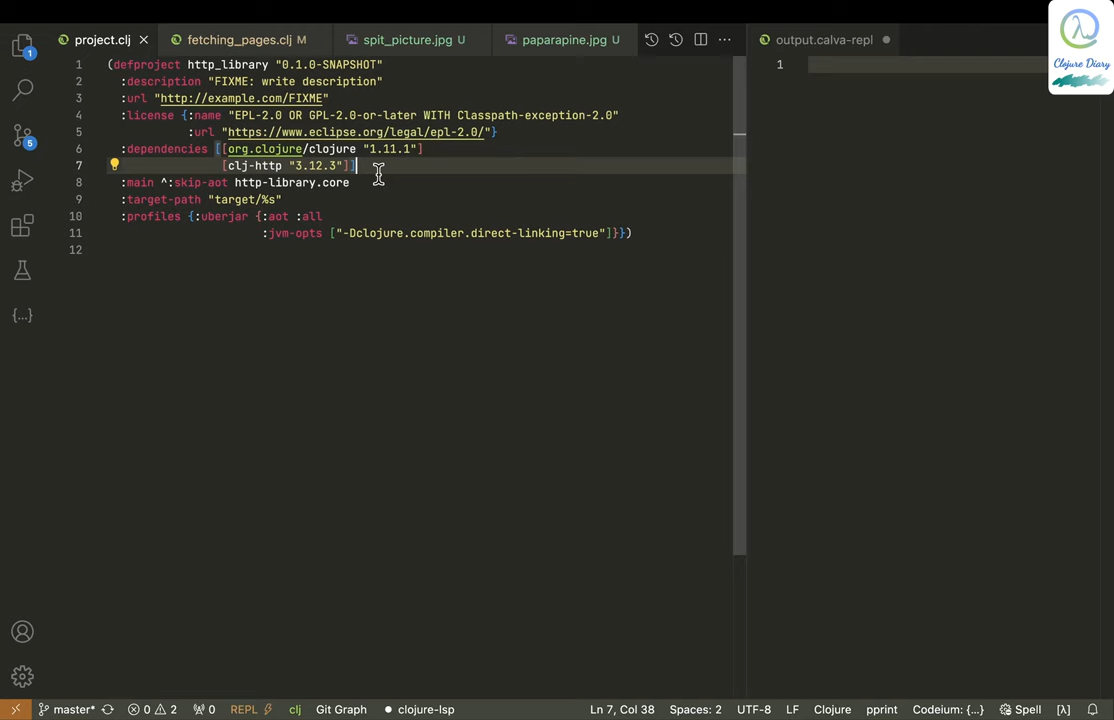 project.clj
fetching_pages.clj M
spit_picture.jpg U
paparapine.jpg U
output.calva-repl
λ
Clojure Diary
1 (defproject http_library "0.1.0-SNAPSHOT"
2 :description "FIXME: write description"
3 :url "http://example.com/FIXME"
4 :license {:name "EPL-2.0 OR GPL-2.0-or-later WITH Classpath-exception-2.0"
5 :url "https://www.eclipse.org/legal/epl-2.0/"}
6 :dependencies [[org.clojure/clojure "1.11.1"]
7 [clj-http "3.12.3"]]
8 :main ^:skip-aot http-library.core
9 :target-path "target/%s"
10 :profiles {:uberjar {:aot :all
11 :jvm-opts ["-Dclojure.compiler.direct-linking=true"]}})
12
1
1
5
{...}
master* 0 2 0 REPL clj Git Graph clojure-lsp Ln 7, Col 38 Spaces: 2 UTF-8 LF Clojure pprint Codeium: {...} Spell [λ]